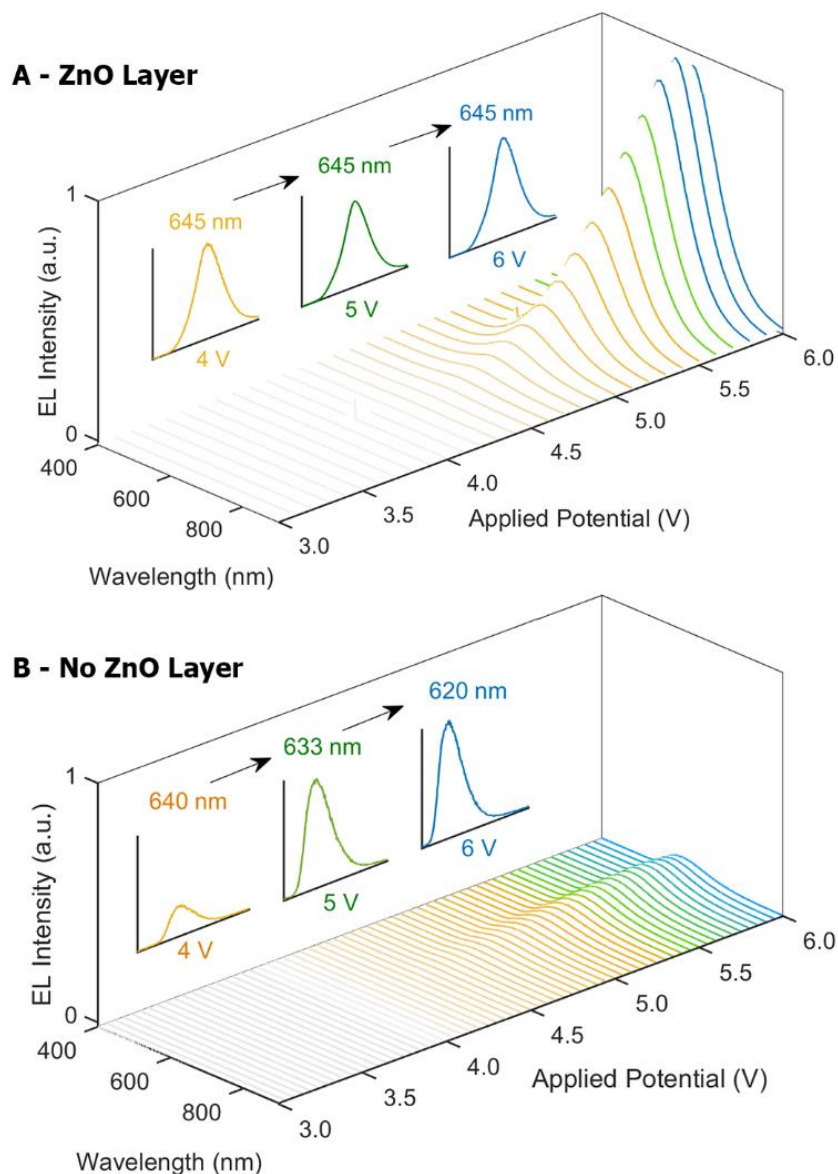 A - ZnO Layer
645 nm
645 nm
645 nm
4 V
5 V
6 V
1
0
EL Intensity (a.u.)
400
600
800
Wavelength (nm)
3.0
3.5
4.0
4.5
5.0
5.5
6.0
Applied Potential (V)
B - No ZnO Layer
640 nm
633 nm
620 nm
4 V
5 V
6 V
1
0
EL Intensity (a.u.)
400
600
800
Wavelength (nm)
3.0
3.5
4.0
4.5
5.0
5.5
6.0
Applied Potential (V)